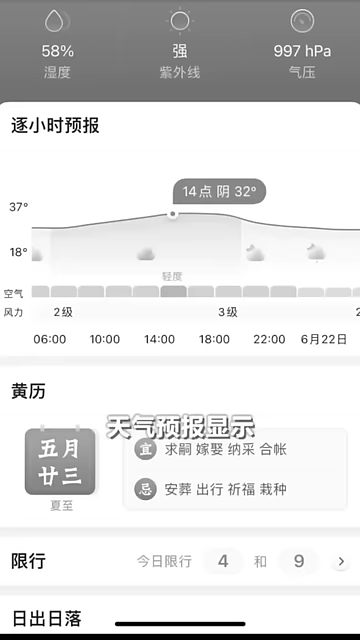 58% 强 997 hPa
湿度 紫外线 气压
逐小时预报
14点 阴 32°
37°
18°
轻度
空气
风力 2级 3级 2
06:00 10:00 14:00 18:00 22:00 6月22日
黄历
天气预报显示
五月 宜 求嗣 嫁娶 纳采 合帐
廿三 忌 安葬 出行 祈福 栽种
夏至
限行 今日限行 4 和 9
日出日落